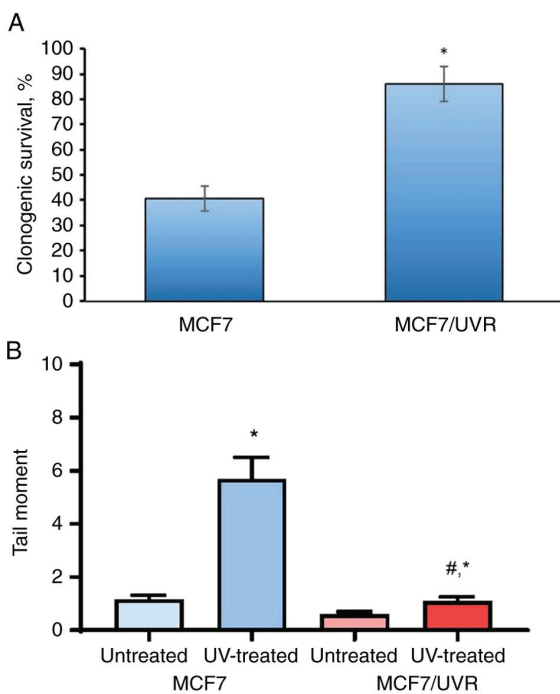 A
Clonogenic survival, %
100
90
80
70
60
50
40
30
20
10
0
*
MCF7 MCF7/UVR
B
Tail moment
10
8
6
4
2
0
*
#,*
Untreated UV-treated Untreated UV-treated
MCF7 MCF7/UVR